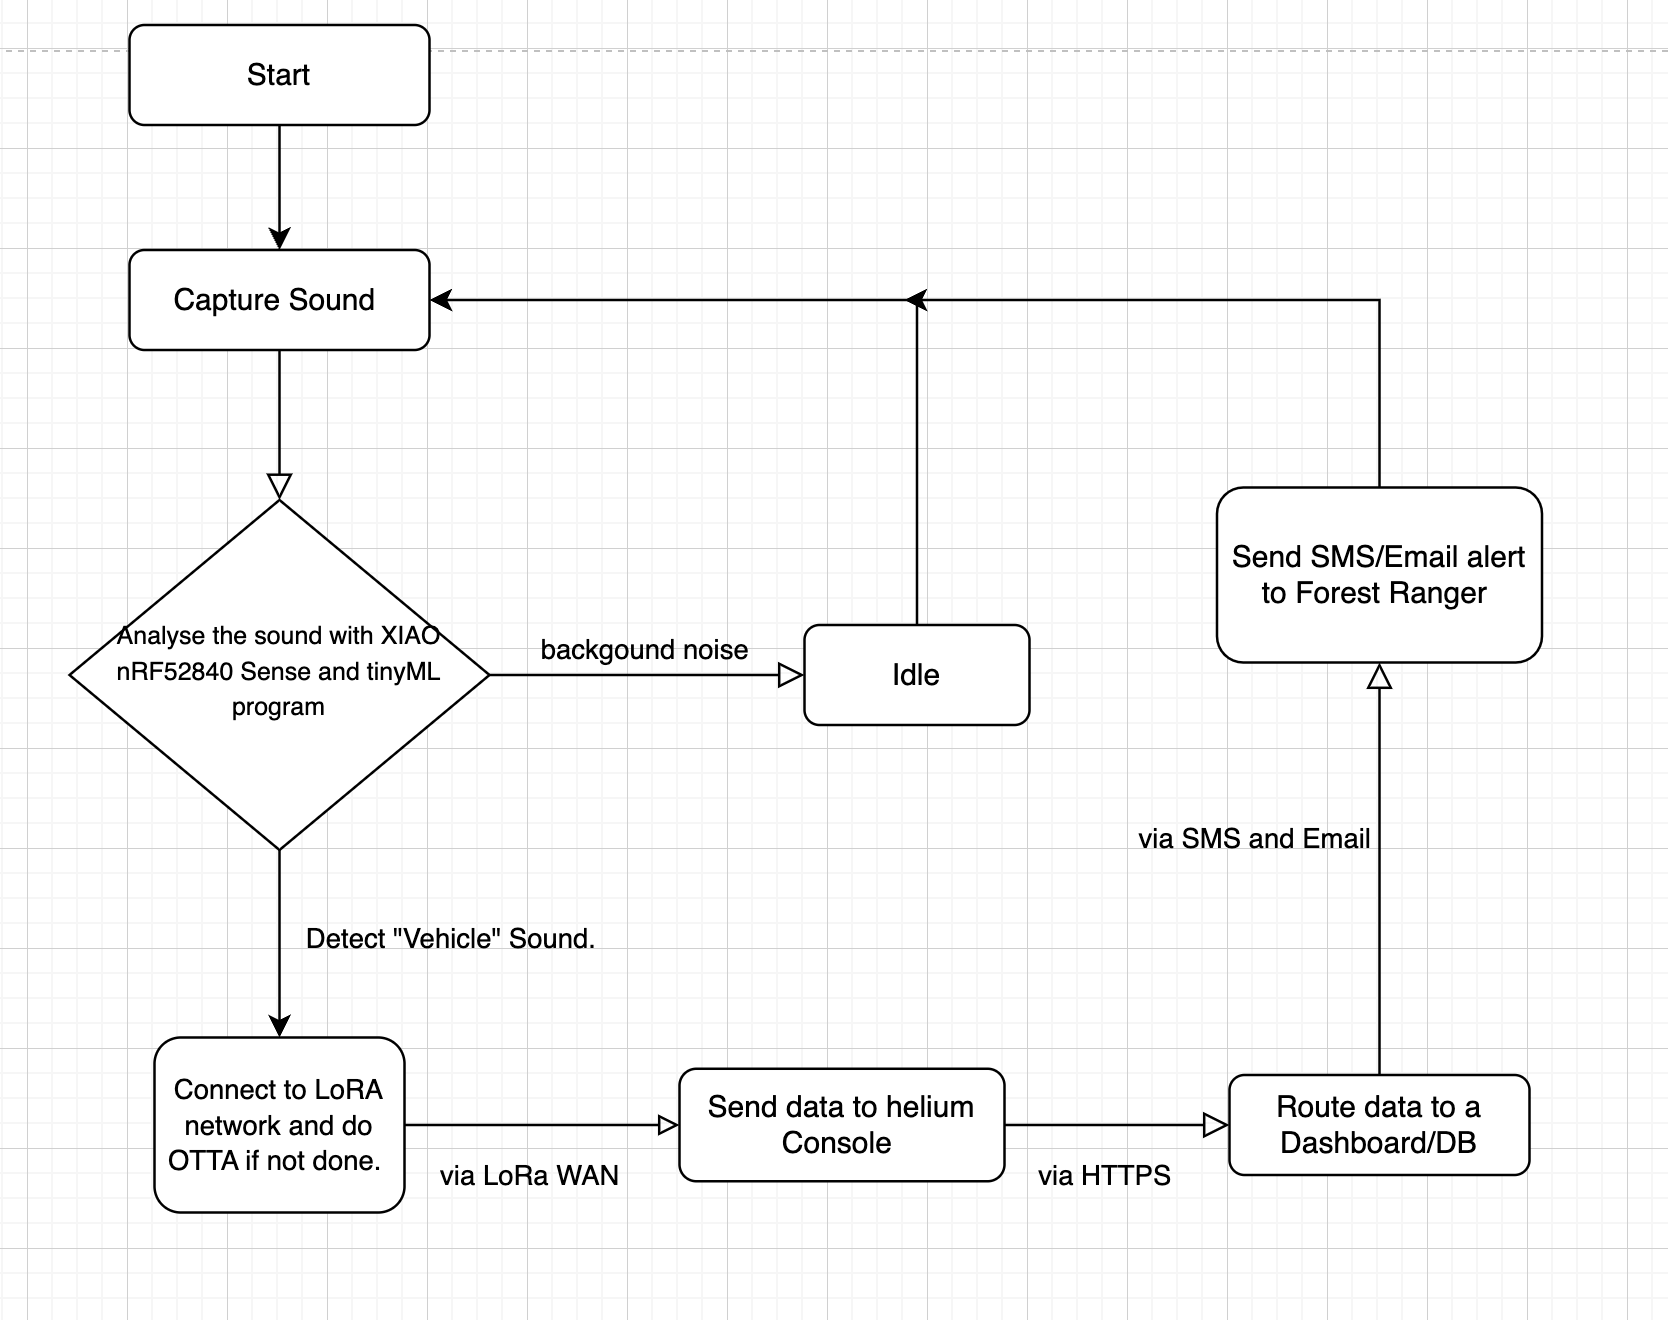 Start
Capture Sound
Analyse the sound with XIAO
nRF52840 Sense and tinyML
program
backgound noise
Idle
Send SMS/Email alert
to Forest Ranger
via SMS and Email
Detect "Vehicle" Sound.
Connect to LoRA
network and do
OTTA if not done.
via LoRa WAN
Send data to helium
Console
via HTTPS
Route data to a
Dashboard/DB